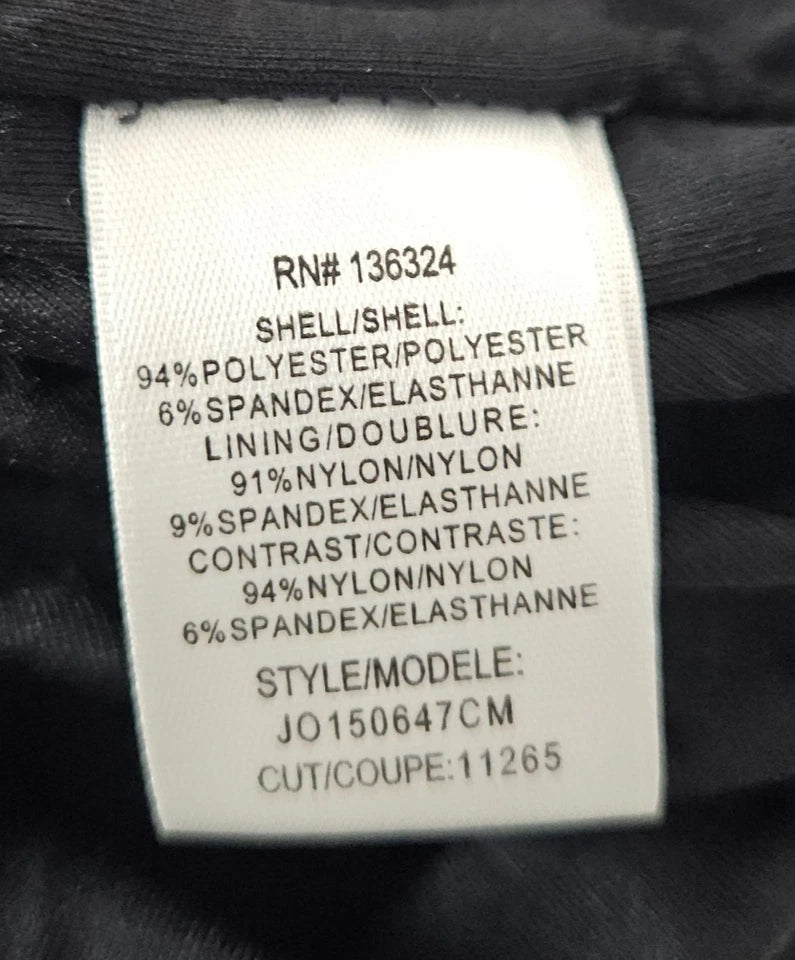 RN# 136324
SHELL/SHELL:
94%POLYESTER/POLYESTER
6%SPANDEX/ELASTHANNE
LINING/DOUBLURE:
91%NYLON/NYLON
9%SPANDEX/ELASTHANNE
CONTRAST/CONTRASTE:
94%NYLON/NYLON
6%SPANDEX/ELASTHANNE
STYLE/MODELE:
JO150647CM
CUT/COUPE:11265